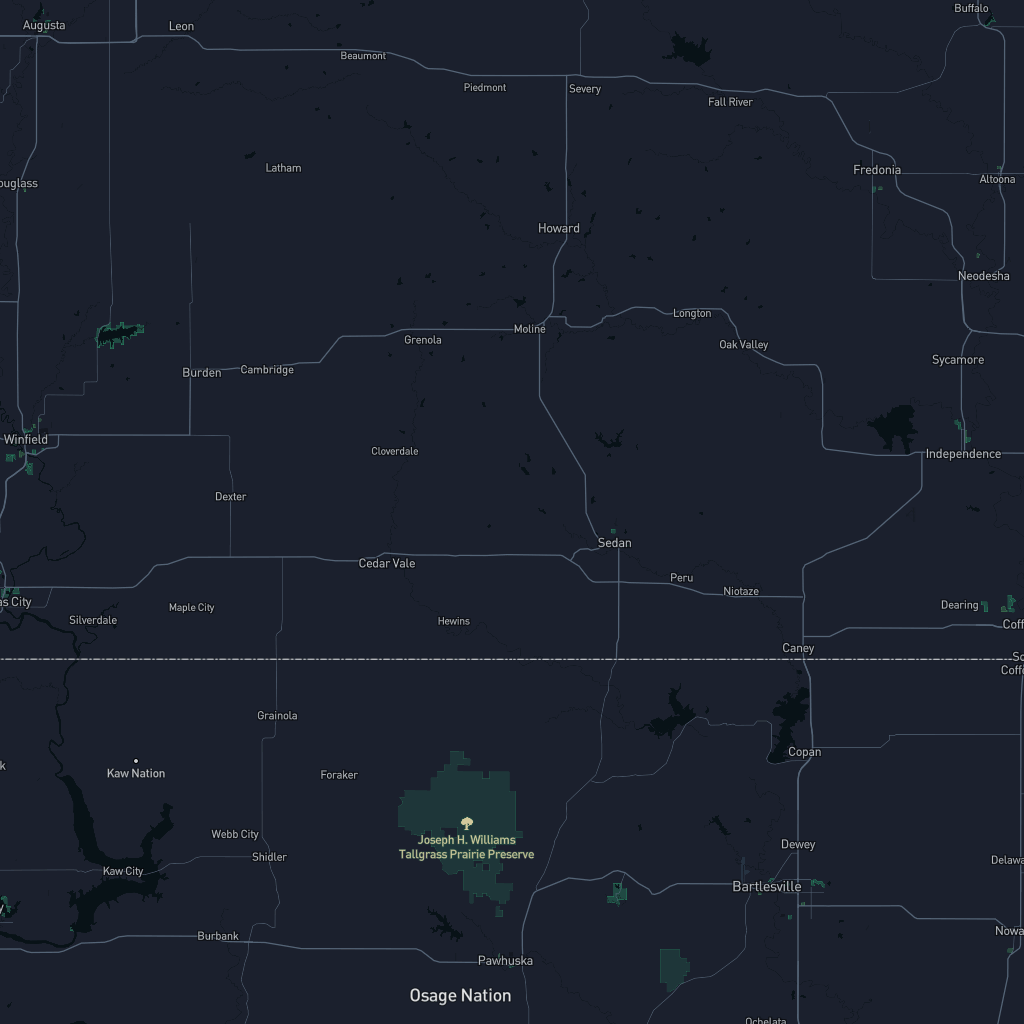 Buffalo
Augusta
Leon
Beaumont
Piedmont
Severy
Fall River
Latham
Fredonia
Altoona
ouglass
Howard
Neodesha
Longton
Moline
Grenola
Oak Valley
Sycamore
Burden
Cambridge
Winfield
Cloverdale
Independence
Dexter
Sedan
Cedar Vale
Peru
Niotaze
as City
Maple City
Dearing
Silverdale
Hewins
Coff
Caney
So
Coffe
Grainola
Copan
k
Kaw Nation
Foraker
Webb City
Joseph H. Williams
Tallgrass Prairie Preserve
Dewey
Shidler
Delawa
Kaw City
Bartlesville
y
Burbank
Nowa
Pawhuska
Osage Nation
Ochelata